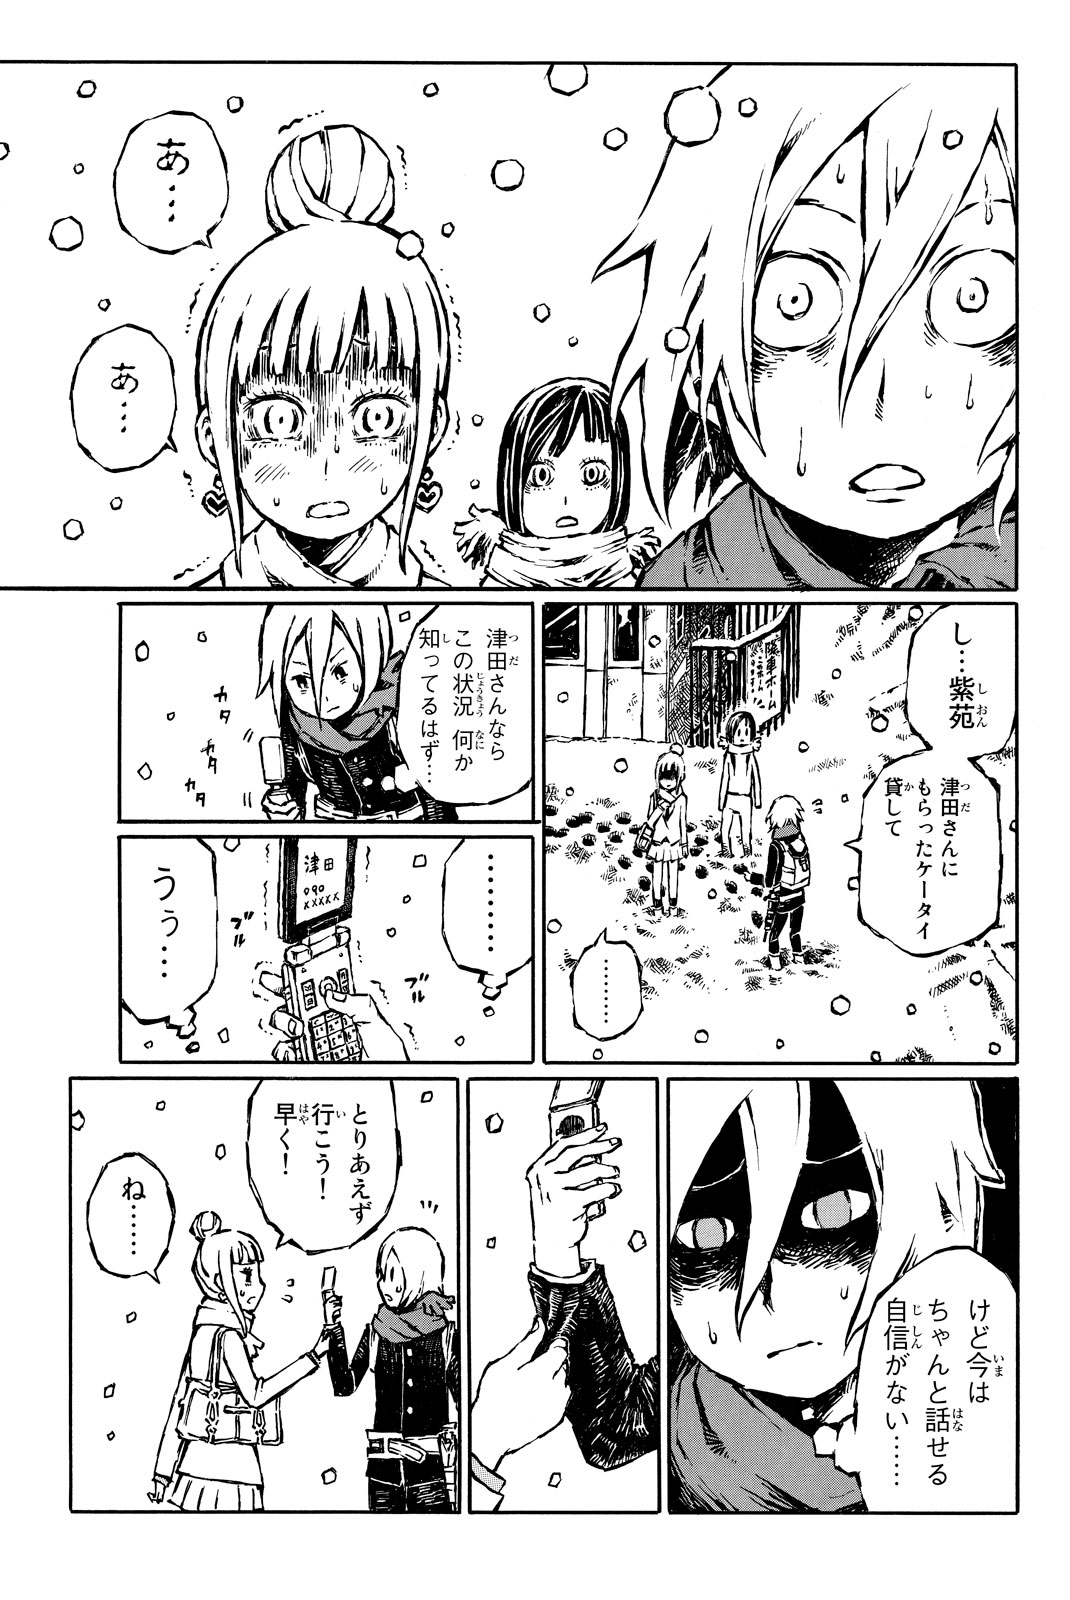 あ……
あ……
し…紫苑
津田さんに
もらったケータイ
貸して
…………
津田さんなら
この状況 何か
知ってるはず…
カタ
カタ
カタ
…………
津田
090
XXXXX
ブル
ブル
うぅ……
けど今は
ちゃんと話せる
自信がない……
とりあえず
行こう！
早く！
ね……